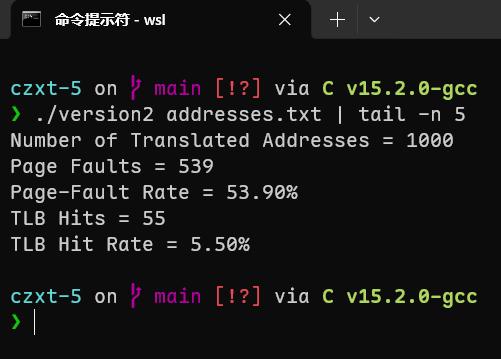 命令提示符 - wsl
czxt-5 on main [!?] via C v15.2.0-gcc
❯ ./version2 addresses.txt | tail -n 5
Number of Translated Addresses = 1000
Page Faults = 539
Page-Fault Rate = 53.90%
TLB Hits = 55
TLB Hit Rate = 5.50%
czxt-5 on main [!?] via C v15.2.0-gcc
❯